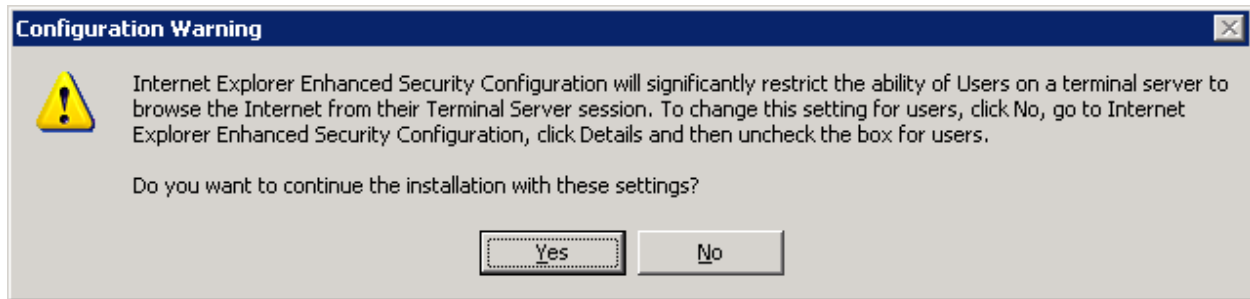 Configuration Warning
Internet Explorer Enhanced Security Configuration will significantly restrict the ability of Users on a terminal server to
browse the Internet from their Terminal Server session. To change this setting for users, click No, go to Internet
Explorer Enhanced Security Configuration, click Details and then uncheck the box for users.
Do you want to continue the installation with these settings?
Yes No